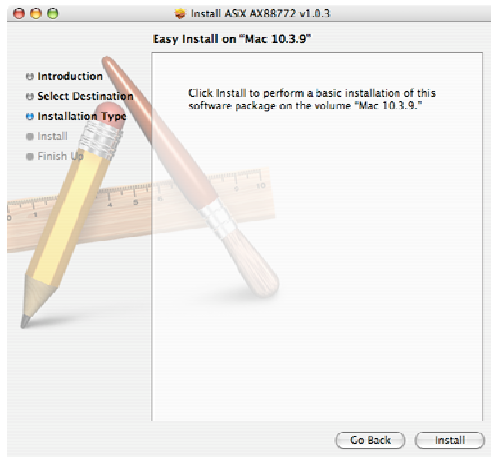 Install ASIX AX88772 v1.0.3
Easy Install on “Mac 10.3.9”
Introduction
Select Destination
Installation Type
Install
Finish Up
Click Install to perform a basic installation of this
software package on the volume “Mac 10.3.9.”
Go Back
Install